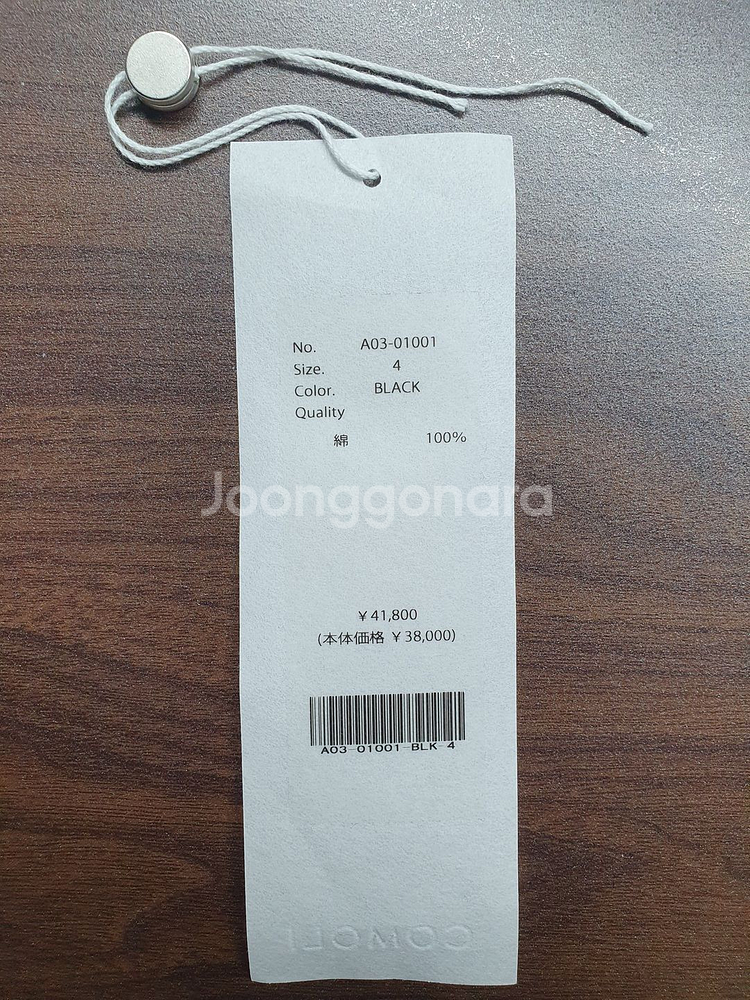 No. A03-01001
Size. 4
Color. BLACK
Quality
綿 100%
Joonggonara
¥41,800
(本体価格 ¥38,000)
A03-01001-BLK-4
COMOLI